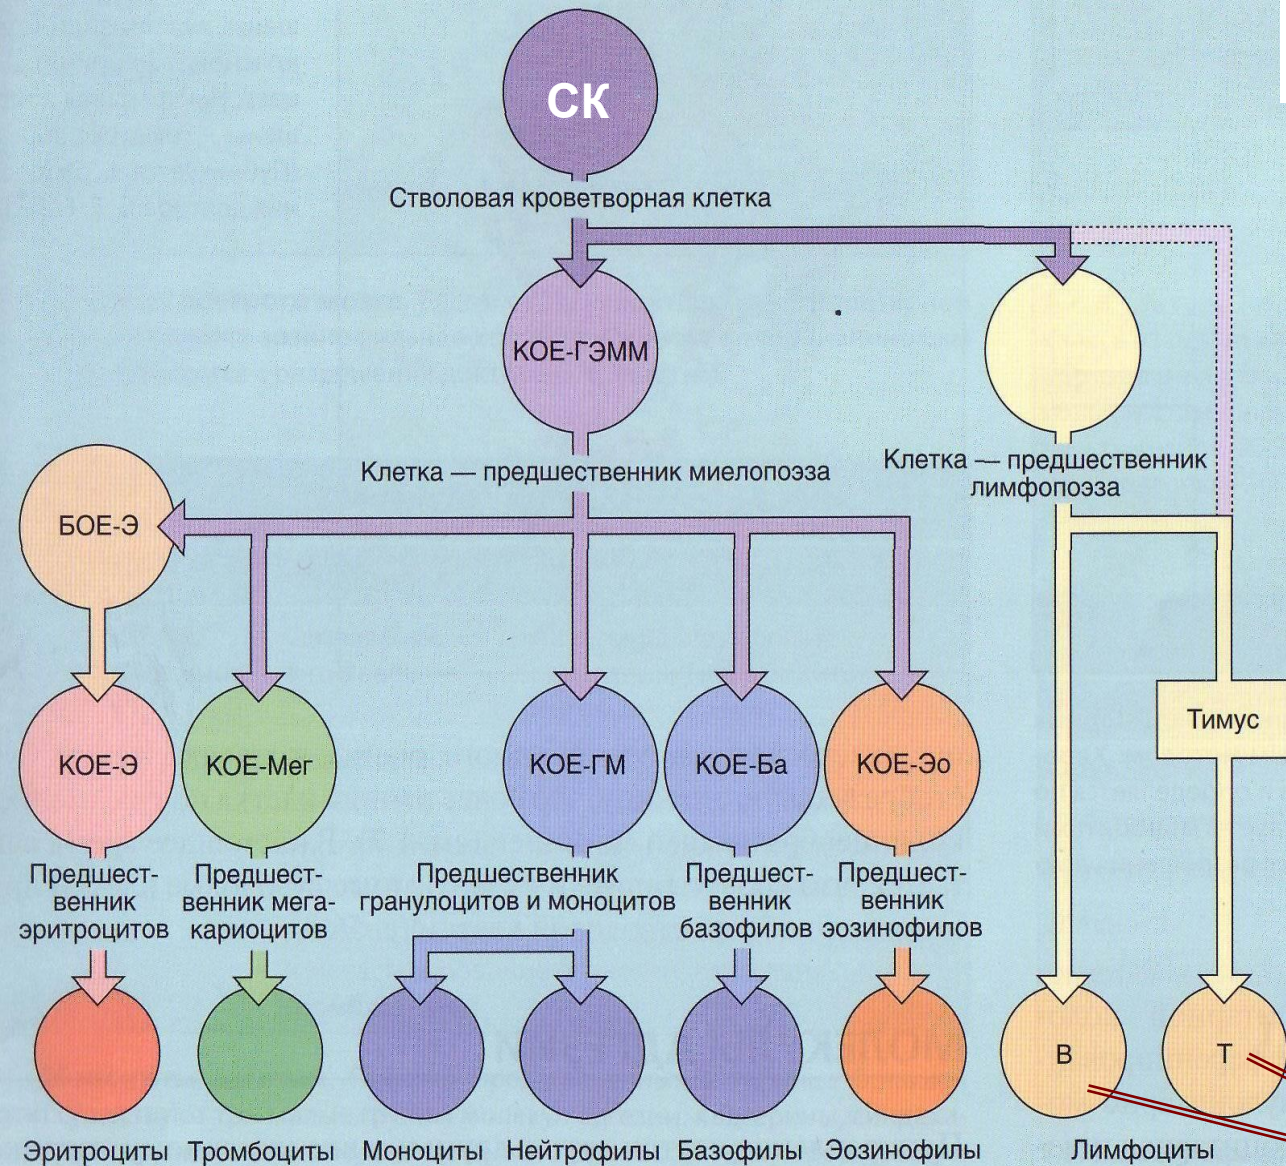 СК
Стволовая кроветворная клетка
КОЕ-ГЭММ
Клетка — предшественник миелопоэза
Клетка — предшественник
лимфопоэза
БОЕ-Э
Тимус
КОЕ-Э
КОЕ-Мег
КОЕ-ГМ
КОЕ-Ба
КОЕ-Эо
Предшест-
венник
эритроцитов
Предшест-
венник мега-
кариоцитов
Предшественник
гранулоцитов и моноцитов
Предшест-
венник
базофилов
Предшест-
венник
эозинофилов
В
Т
Эритроциты
Тромбоциты
Моноциты
Нейтрофилы
Базофилы
Эозинофилы
Лимфоциты